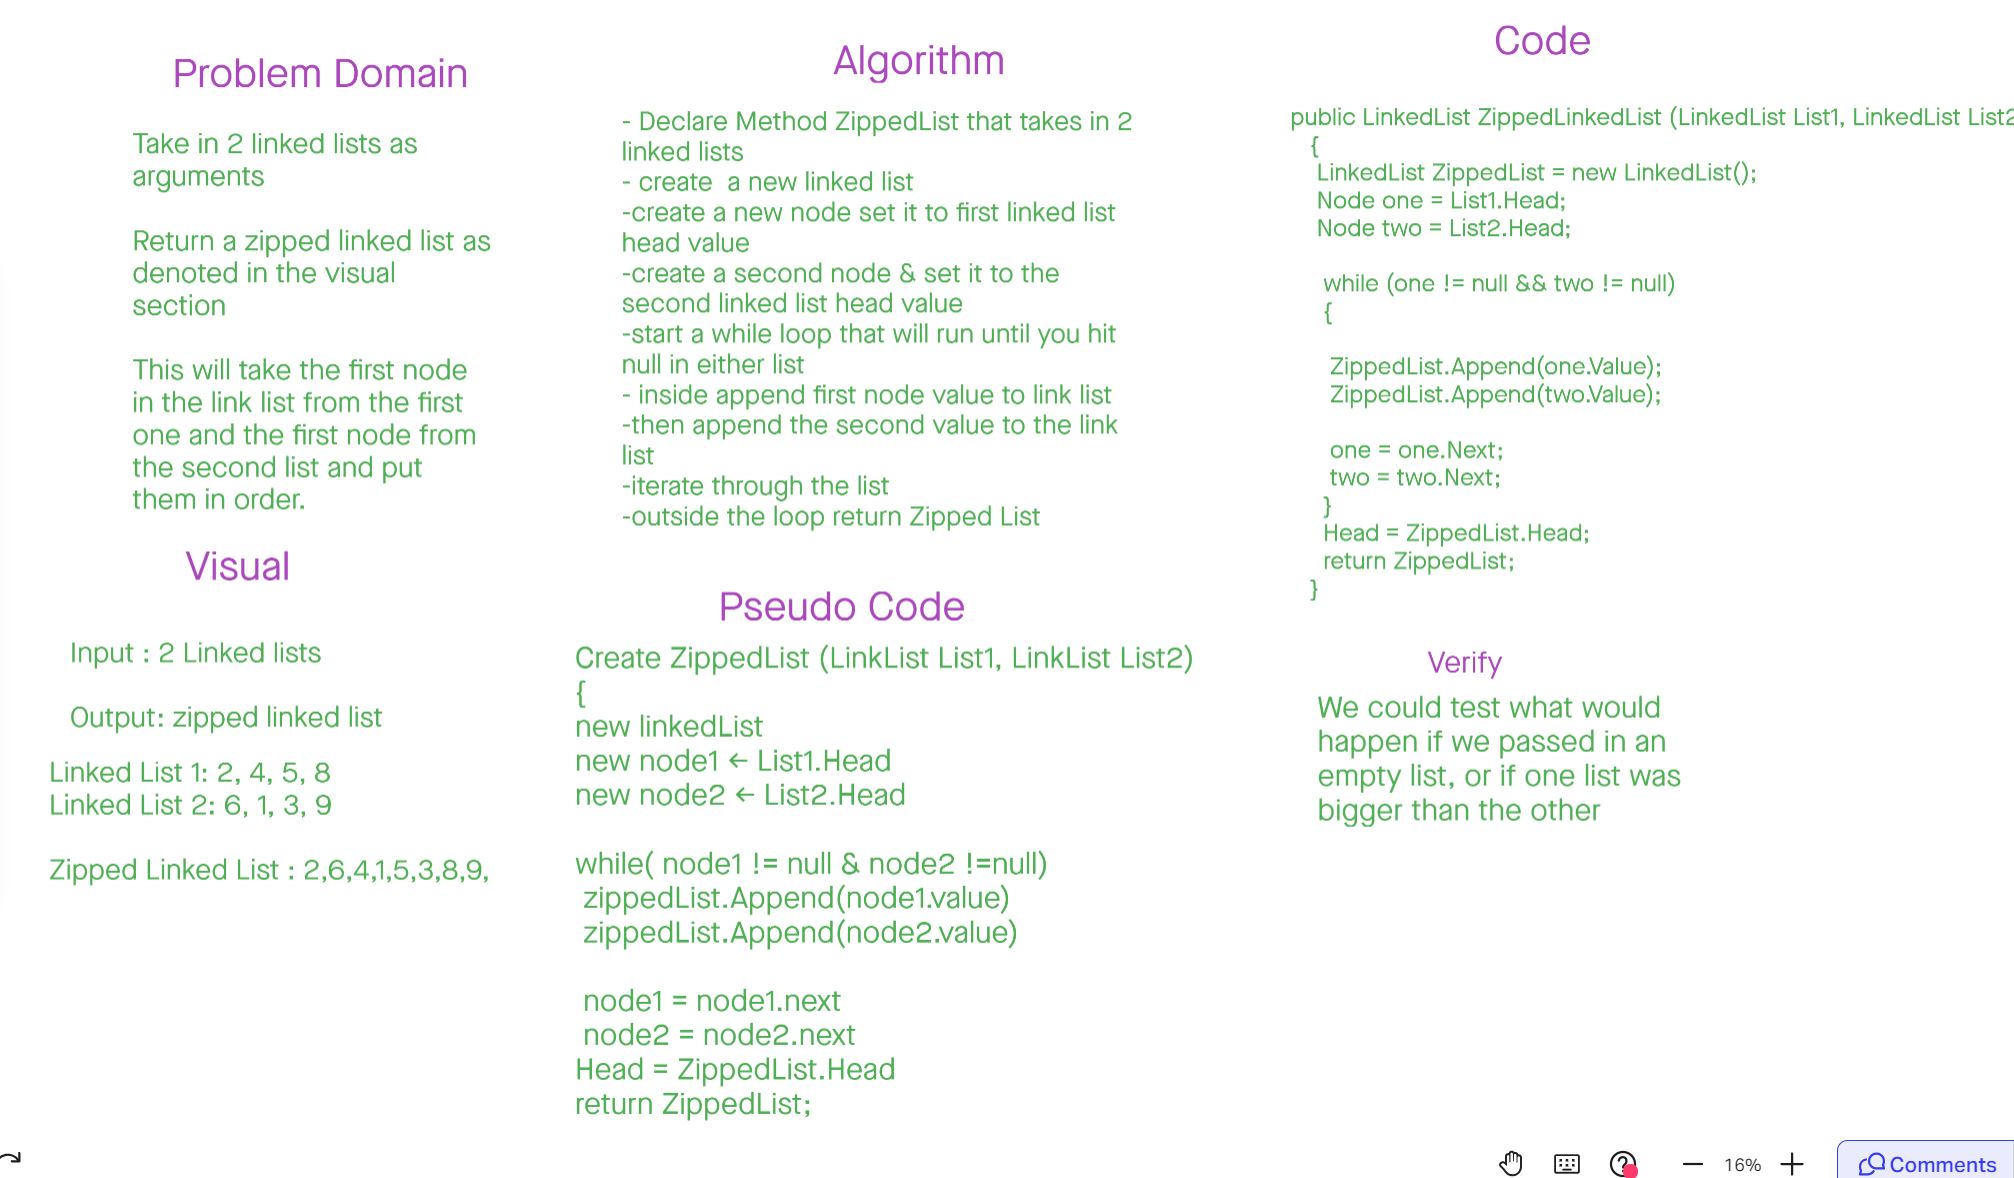 Problem Domain
Take in 2 linked lists as
arguments
Return a zipped linked list as
denoted in the visual
section
This will take the first node
in the link list from the first
one and the first node from
the second list and put
them in order.
Visual
Input : 2 Linked lists
Output: zipped linked list
Linked List 1: 2, 4, 5, 8
Linked List 2: 6, 1, 3, 9
Zipped Linked List : 2,6,4,1,5,3,8,9,
Algorithm
- Declare Method ZippedList that takes in 2
linked lists
- create  a new linked list
-create a new node set it to first linked list
head value
-create a second node & set it to the
second linked list head value
-start a while loop that will run until you hit
null in either list
- inside append first node value to link list
-then append the second value to the link
list
-iterate through the list
-outside the loop return Zipped List
Pseudo Code
Create ZippedList (LinkList List1, LinkList List2)
{
new linkedList
new node1 ← List1.Head
new node2 ← List2.Head
while( node1 != null & node2 !=null)
zippedList.Append(node1.value)
zippedList.Append(node2.value)
node1 = node1.next
node2 = node2.next
Head = ZippedList.Head
return ZippedList;
Code
public LinkedList ZippedLinkedList (LinkedList List1, LinkedList List2
{
LinkedList ZippedList = new LinkedList();
Node one = List1.Head;
Node two = List2.Head;
while (one != null && two != null)
{
ZippedList.Append(one.Value);
ZippedList.Append(two.Value);
one = one.Next;
two = two.Next;
}
Head = ZippedList.Head;
return ZippedList;
}
Verify
We could test what would
happen if we passed in an
empty list, or if one list was
bigger than the other
16%
Comments